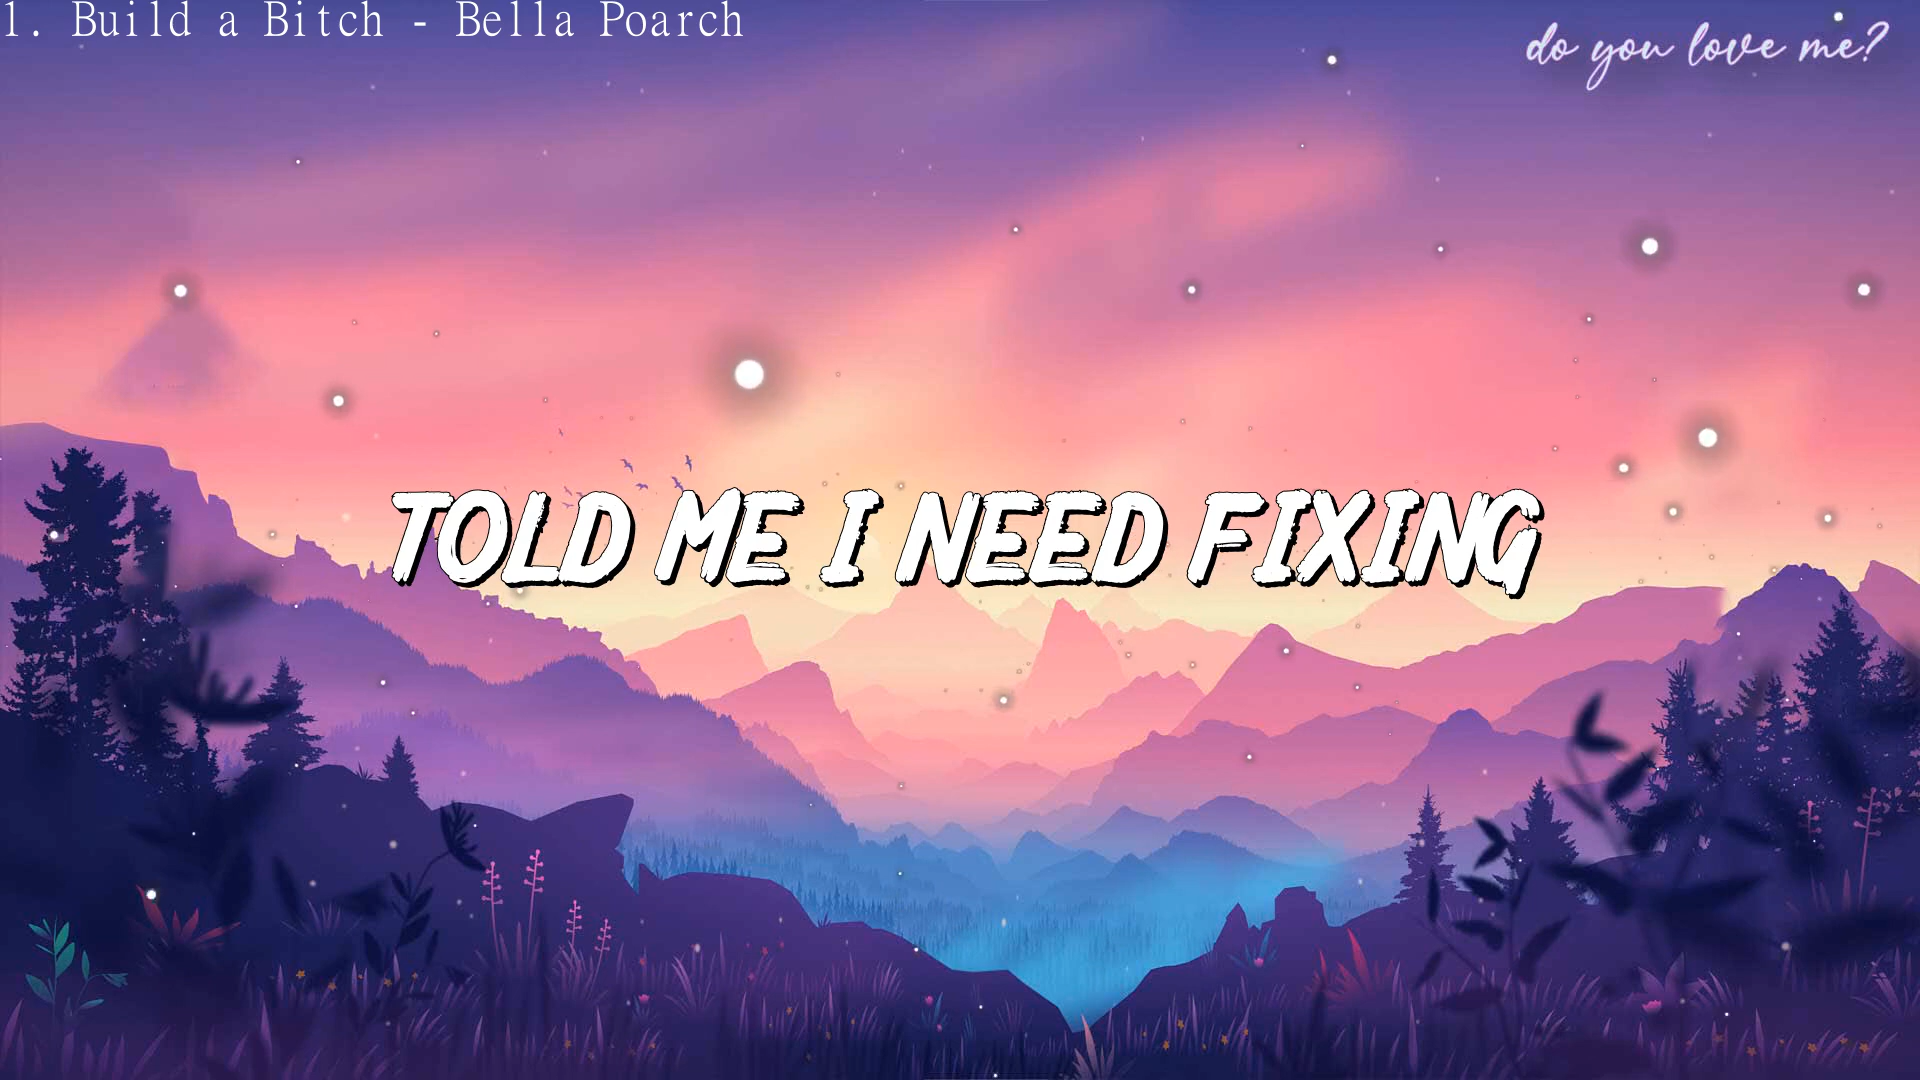 1. Build a Bitch - Bella Poarch
do you love me?
TOLD ME I NEED FIXING